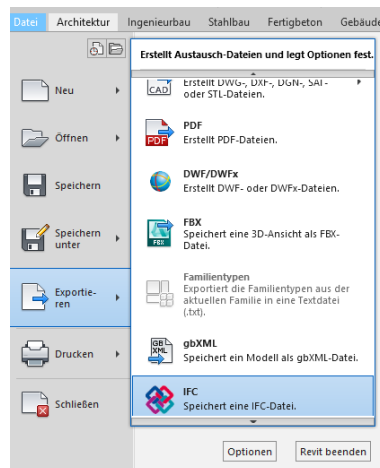 Datei Architektur Ingenieurbau Stahlbau Fertigbeton Gebäude
Erstellt Austausch-Dateien und legt Optionen fest.
Neu
Öffnen
Speichern
Speichern
unter
Exportie-
ren
Drucken
Schließen
CAD
Erstellt DWG-, DXF-, DGN-, SAT-
oder STL-Dateien.
PDF
PDF
Erstellt PDF-Dateien.
DWF/DWFx
Erstellt DWF- oder DWFx-Dateien.
FBX
FBX
Speichert eine 3D-Ansicht als FBX-
Datei.
Familientypen
Exportiert die Familientypen aus der
aktuellen Familie in eine Textdatei
(.txt).
GB
XML
gbXML
Speichert ein Modell als gbXML-Datei.
IFC
Speichert eine IFC-Datei.
Optionen
Revit beenden